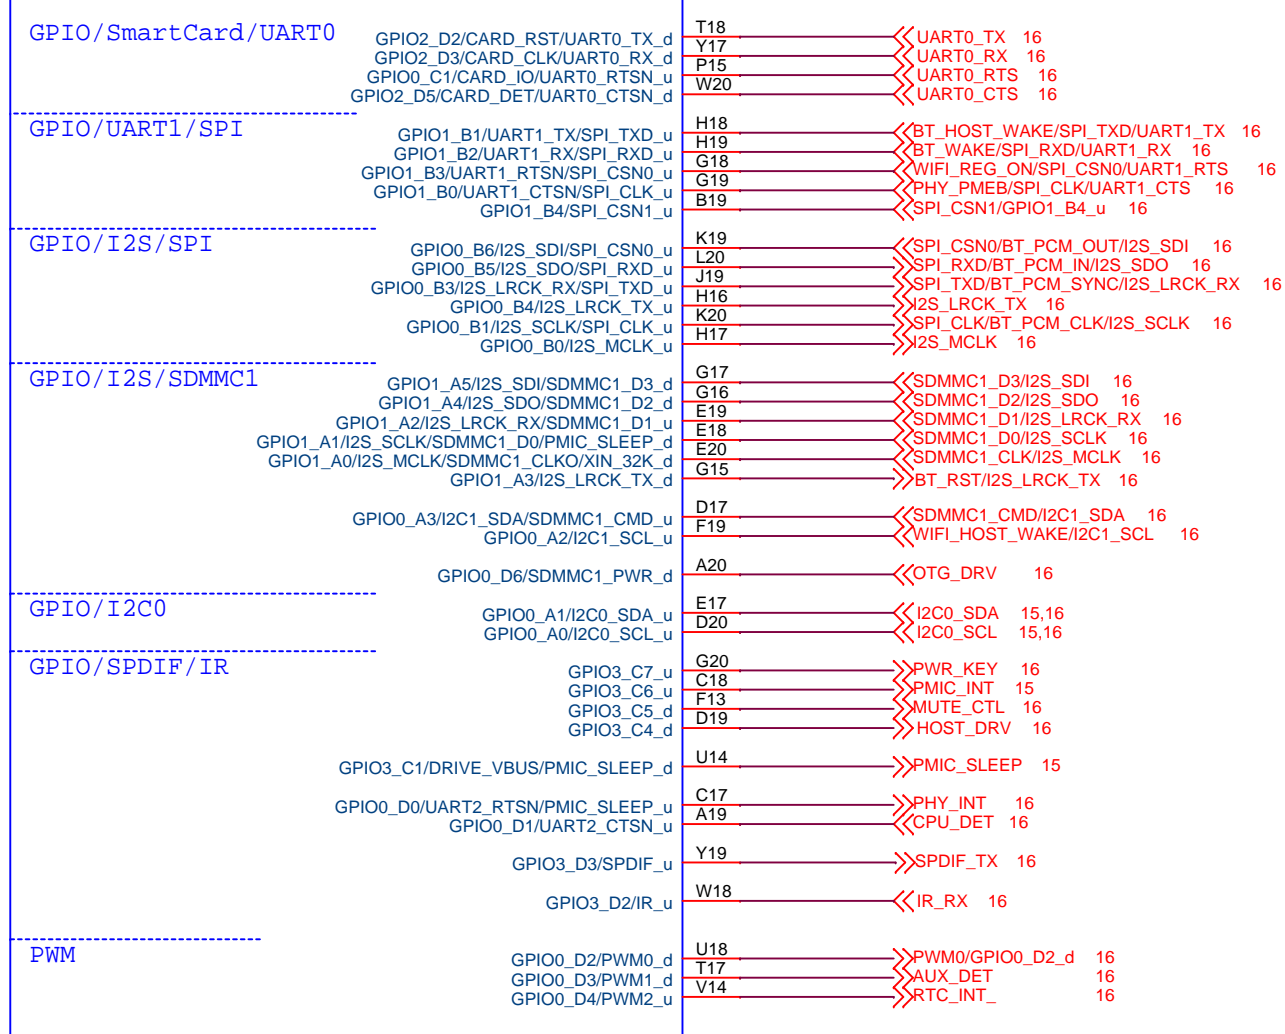 GPIO/SmartCard/UART0
GPIO2_D2/CARD_RST/UART0_TX_d T18 UART0_TX 16
GPIO2_D3/CARD_CLK/UART0_RX_d Y17 UART0_RX 16
GPIO0_C1/CARD_IO/UART0_RTSN_u P15 UART0_RTS 16
GPIO2_D5/CARD_DET/UART0_CTSN_d W20 UART0_CTS 16
GPIO/UART1/SPI
GPIO1_B1/UART1_TX/SPI_TXD_u H18 BT_HOST_WAKE/SPI_TXD/UART1_TX 16
GPIO1_B2/UART1_RX/SPI_RXD_u H19 BT_WAKE/SPI_RXD/UART1_RX 16
GPIO1_B3/UART1_RTSN/SPI_CSN0_u G18 WIFI_REG_ON/SPI_CSN0/UART1_RTS 16
GPIO1_B0/UART1_CTSN/SPI_CLK_u G19 PHY_PMEB/SPI_CLK/UART1_CTS 16
GPIO1_B4/SPI_CSN1_u B19 SPI_CSN1/GPIO1_B4_u 16
GPIO/I2S/SPI
GPIO0_B6/I2S_SDI/SPI_CSN0_u K19 SPI_CSN0/BT_PCM_OUT/I2S_SDI 16
GPIO0_B5/I2S_SDO/SPI_RXD_u L20 SPI_RXD/BT_PCM_IN/I2S_SDO 16
GPIO0_B3/I2S_LRCK_RX/SPI_TXD_u J19 SPI_TXD/BT_PCM_SYNC/I2S_LRCK_RX 16
GPIO0_B4/I2S_LRCK_TX_u H16 I2S_LRCK_TX 16
GPIO0_B1/I2S_SCLK/SPI_CLK_u K20 SPI_CLK/BT_PCM_CLK/I2S_SCLK 16
GPIO0_B0/I2S_MCLK_u H17 I2S_MCLK 16
GPIO/I2S/SDMMC1
GPIO1_A5/I2S_SDI/SDMMC1_D3_d G17 SDMMC1_D3/I2S_SDI 16
GPIO1_A4/I2S_SDO/SDMMC1_D2_d G16 SDMMC1_D2/I2S_SDO 16
GPIO1_A2/I2S_LRCK_RX/SDMMC1_D1_u E19 SDMMC1_D1/I2S_LRCK_RX 16
GPIO1_A1/I2S_SCLK/SDMMC1_D0/PMIC_SLEEP_d E18 SDMMC1_D0/I2S_SCLK 16
GPIO1_A0/I2S_MCLK/SDMMC1_CLKO/XIN_32K_d E20 SDMMC1_CLK/I2S_MCLK 16
GPIO1_A3/I2S_LRCK_TX_d G15 BT_RST/I2S_LRCK_TX 16
GPIO0_A3/I2C1_SDA/SDMMC1_CMD_u D17 SDMMC1_CMD/I2C1_SDA 16
GPIO0_A2/I2C1_SCL_u F19 WIFI_HOST_WAKE/I2C1_SCL 16
GPIO0_D6/SDMMC1_PWR_d A20 OTG_DRV 16
GPIO/I2C0
GPIO0_A1/I2C0_SDA_u E17 I2C0_SDA 15,16
GPIO0_A0/I2C0_SCL_u D20 I2C0_SCL 15,16
GPIO/SPDIF/IR
GPIO3_C7_u G20 PWR_KEY 16
GPIO3_C6_u C18 PMIC_INT 15
GPIO3_C5_d F13 MUTE_CTL 16
GPIO3_C4_d D19 HOST_DRV 16
GPIO3_C1/DRIVE_VBUS/PMIC_SLEEP_d U14 PMIC_SLEEP 15
GPIO0_D0/UART2_RTSN/PMIC_SLEEP_u C17 PHY_INT 16
GPIO0_D1/UART2_CTSN_u A19 CPU_DET 16
GPIO3_D3/SPDIF_u Y19 SPDIF_TX 16
GPIO3_D2/IR_u W18 IR_RX 16
PWM
GPIO0_D2/PWM0_d U18 PWM0/GPIO0_D2_d 16
GPIO0_D3/PWM1_d T17 AUX_DET 16
GPIO0_D4/PWM2_u V14 RTC_INT_ 16